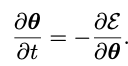 ∂𝜽/∂t = −∂ℰ/∂𝜽.